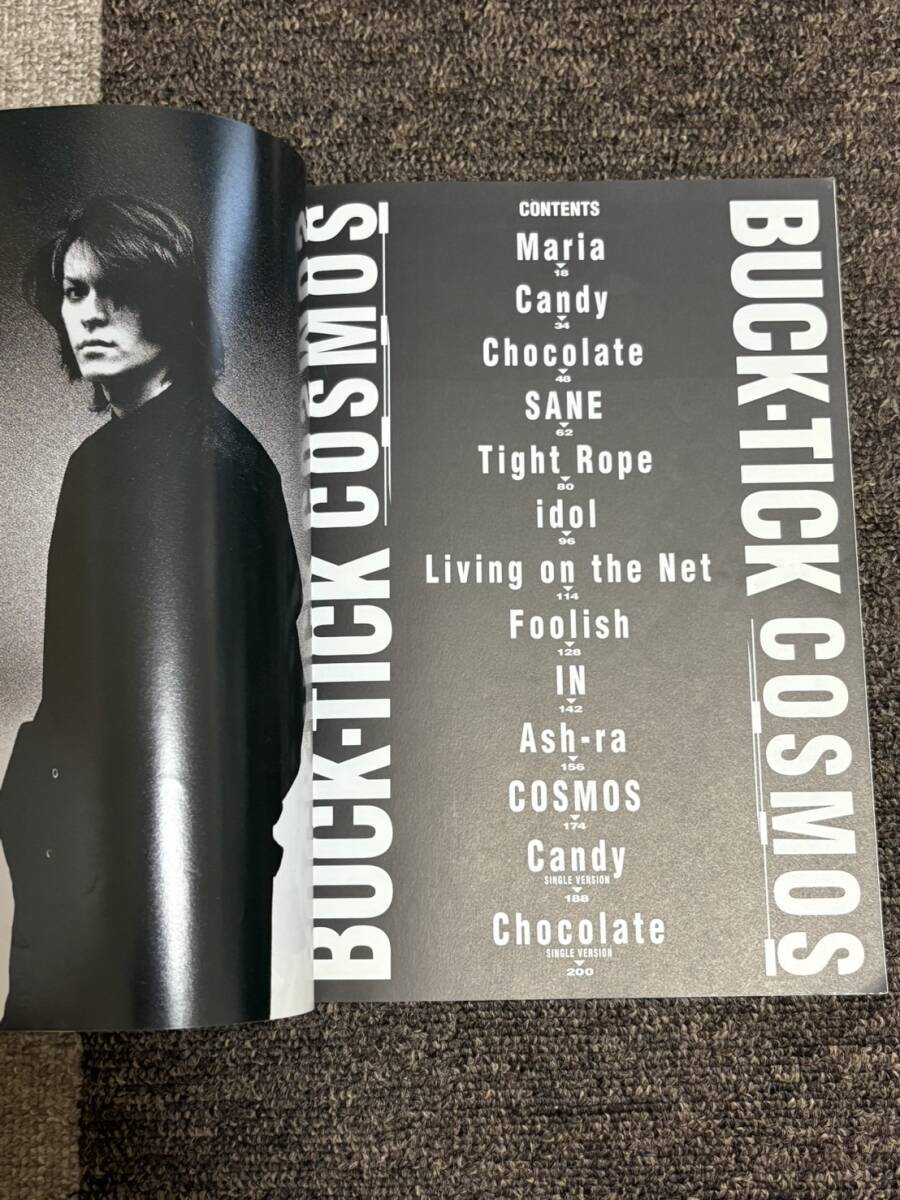 BUCK-TICK COSMOS
CONTENTS
Maria
18
Candy
34
Chocolate
48
SANE
62
Tight Rope
80
idol
96
Living on the Net
114
Foolish
128
IN
142
Ash-ra
156
COSMOS
174
Candy
SINGLE VERSION
188
Chocolate
SINGLE VERSION
200
BUCK-TICK COSMOS